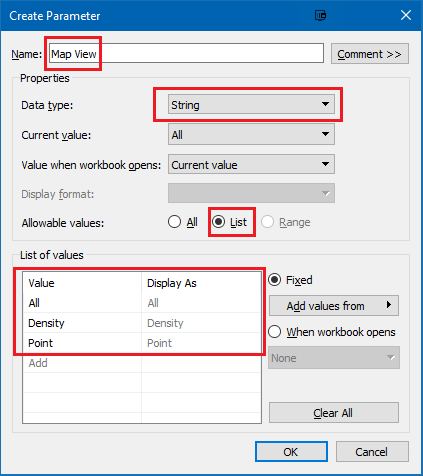 Create Parameter
Name: Map View Comment >>
Properties
Data type: String
Current value: All
Value when workbook opens: Current value
Display format:
Allowable values: All List Range
List of values
Value Display As
All All
Density Density
Point Point
Add
Fixed
Add values from
When workbook opens
None
Clear All
OK Cancel